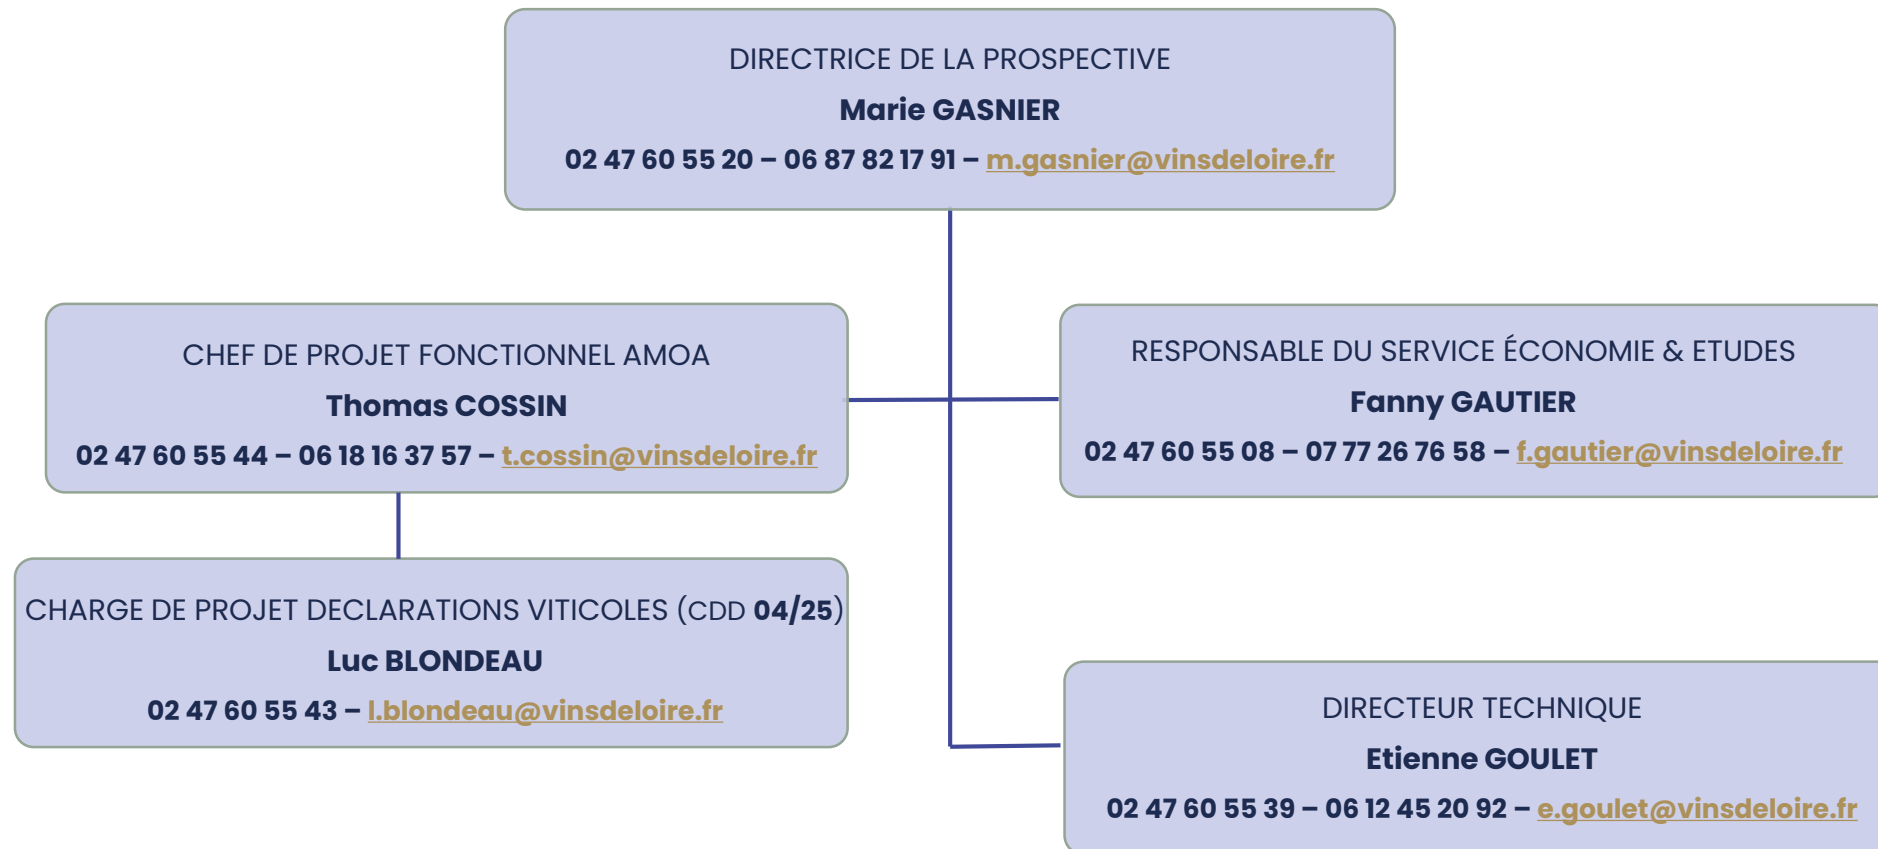 DIRECTRICE DE LA PROSPECTIVE
Marie GASNIER
02 47 60 55 20 – 06 87 82 17 91 – m.gasnier@vinsdeloire.fr
CHEF DE PROJET FONCTIONNEL AMOA
Thomas COSSIN
02 47 60 55 44 – 06 18 16 37 57 – t.cossin@vinsdeloire.fr
RESPONSABLE DU SERVICE ÉCONOMIE & ETUDES
Fanny GAUTIER
02 47 60 55 08 – 07 77 26 76 58 – f.gautier@vinsdeloire.fr
CHARGE DE PROJET DECLARATIONS VITICOLES (CDD 04/25)
Luc BLONDEAU
02 47 60 55 43 – l.blondeau@vinsdeloire.fr
DIRECTEUR TECHNIQUE
Etienne GOULET
02 47 60 55 39 – 06 12 45 20 92 – e.goulet@vinsdeloire.fr